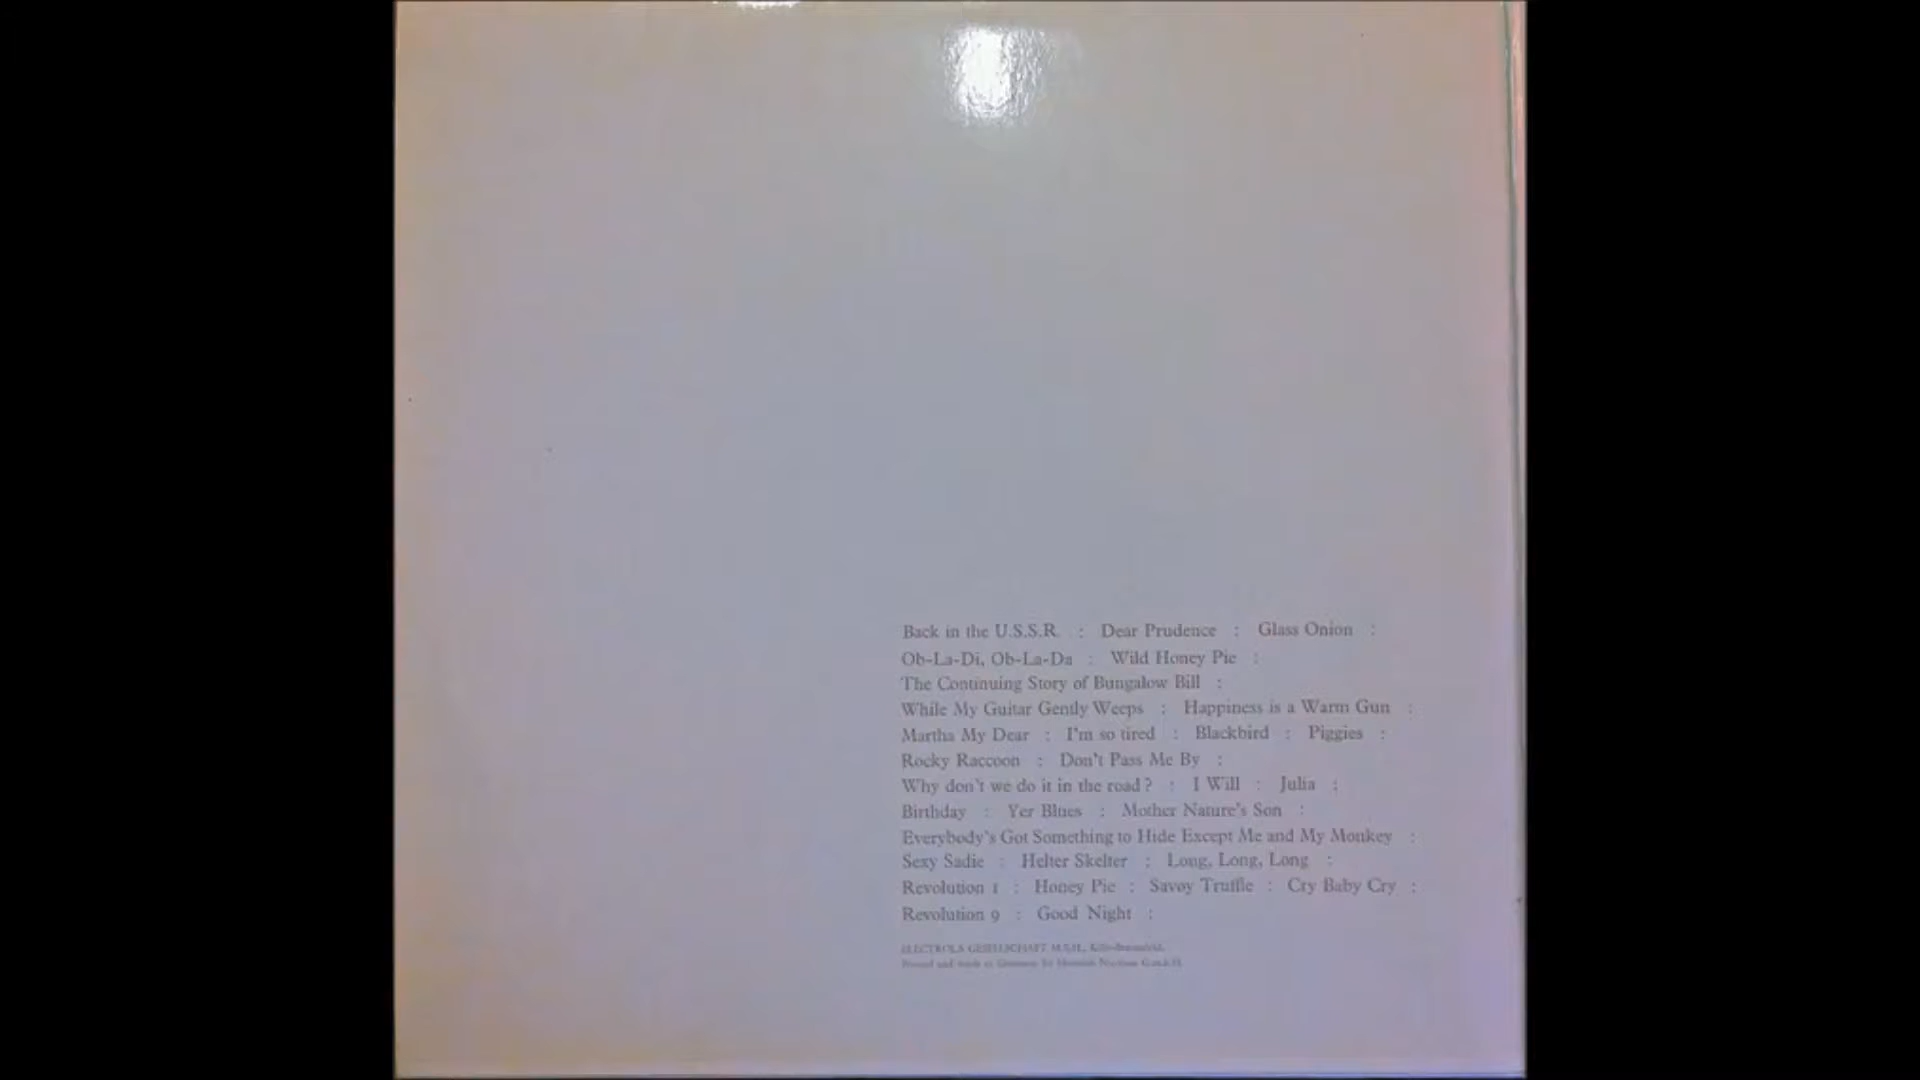 Back in the U.S.S.R. : Dear Prudence : Glass Onion :
Ob-La-Di, Ob-La-Da : Wild Honey Pie :
The Continuing Story of Bungalow Bill :
While My Guitar Gently Weeps : Happiness is a Warm Gun :
Martha My Dear : I'm so tired : Blackbird : Piggies :
Rocky Raccoon : Don't Pass Me By :
Why don't we do it in the road? : I Will : Julia :
Birthday : Yer Blues : Mother Nature's Son :
Everybody's Got Something to Hide Except Me and My Monkey :
Sexy Sadie : Helter Skelter : Long, Long, Long :
Revolution 1 : Honey Pie : Savoy Truffle : Cry Baby Cry :
Revolution 9 : Good Night :
ELECTROLA GESELLSCHAFT